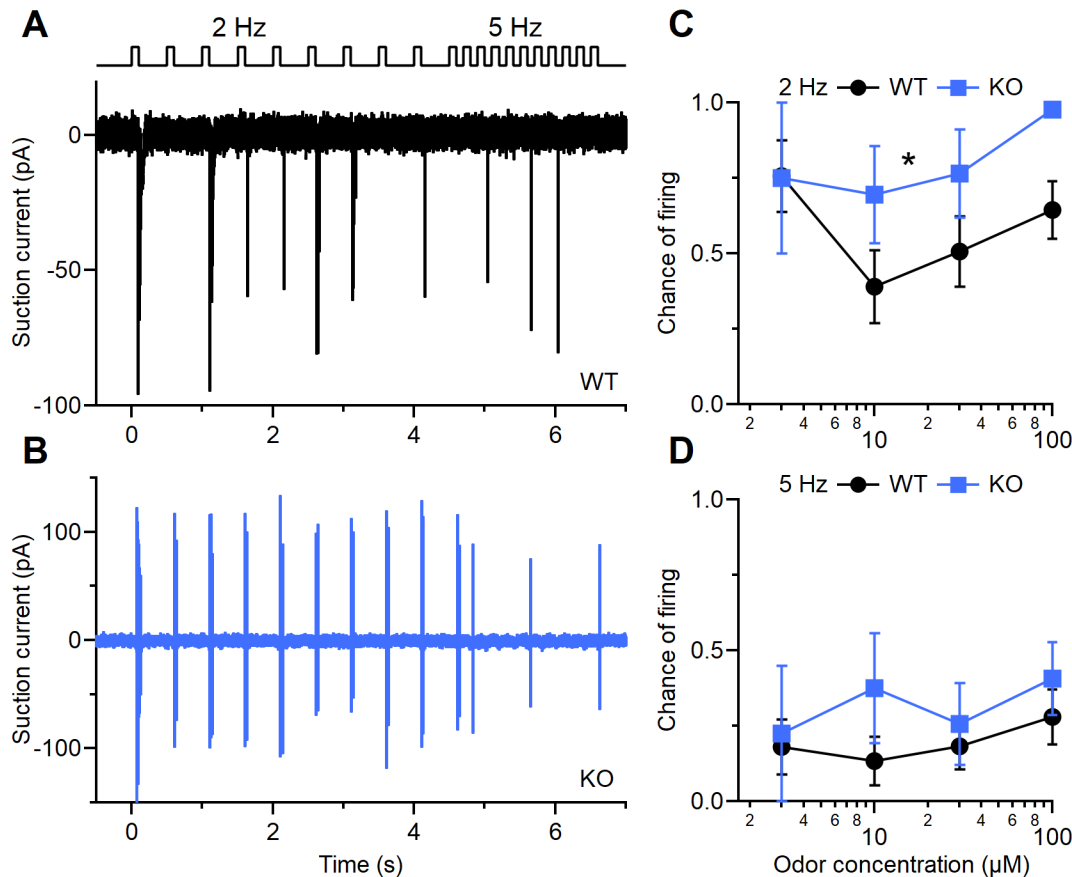 A
2 Hz
5 Hz
Suction current (pA)
0
-50
-100
WT
0
2
4
6
B
Suction current (pA)
100
0
-100
KO
0
2
4
6
Time (s)
C
2 Hz WT KO
Chance of firing
1.0
0.5
0.0
*
4 6 8 10 2 4 6 8 100
2
D
5 Hz WT KO
Chance of firing
1.0
0.5
0.0
2 4 6 8 10 2 4 6 8 100
Odor concentration (µM)